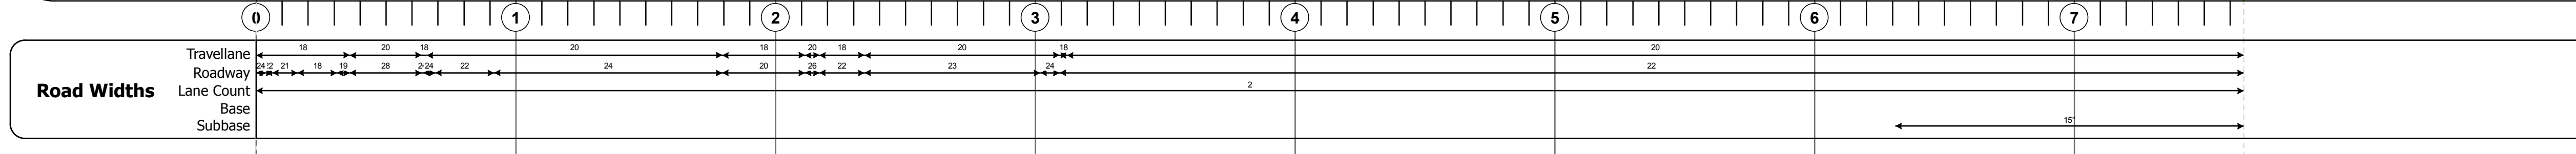 0 1 2 3 4 5 6 7
Road Widths
Travellane 18 20 18 20 18 20 18 20 18 20
Roadway 24 21 18 19 28 24 22 24 20 26 22 23 24 22
Lane Count 2
Base
Subbase 15"